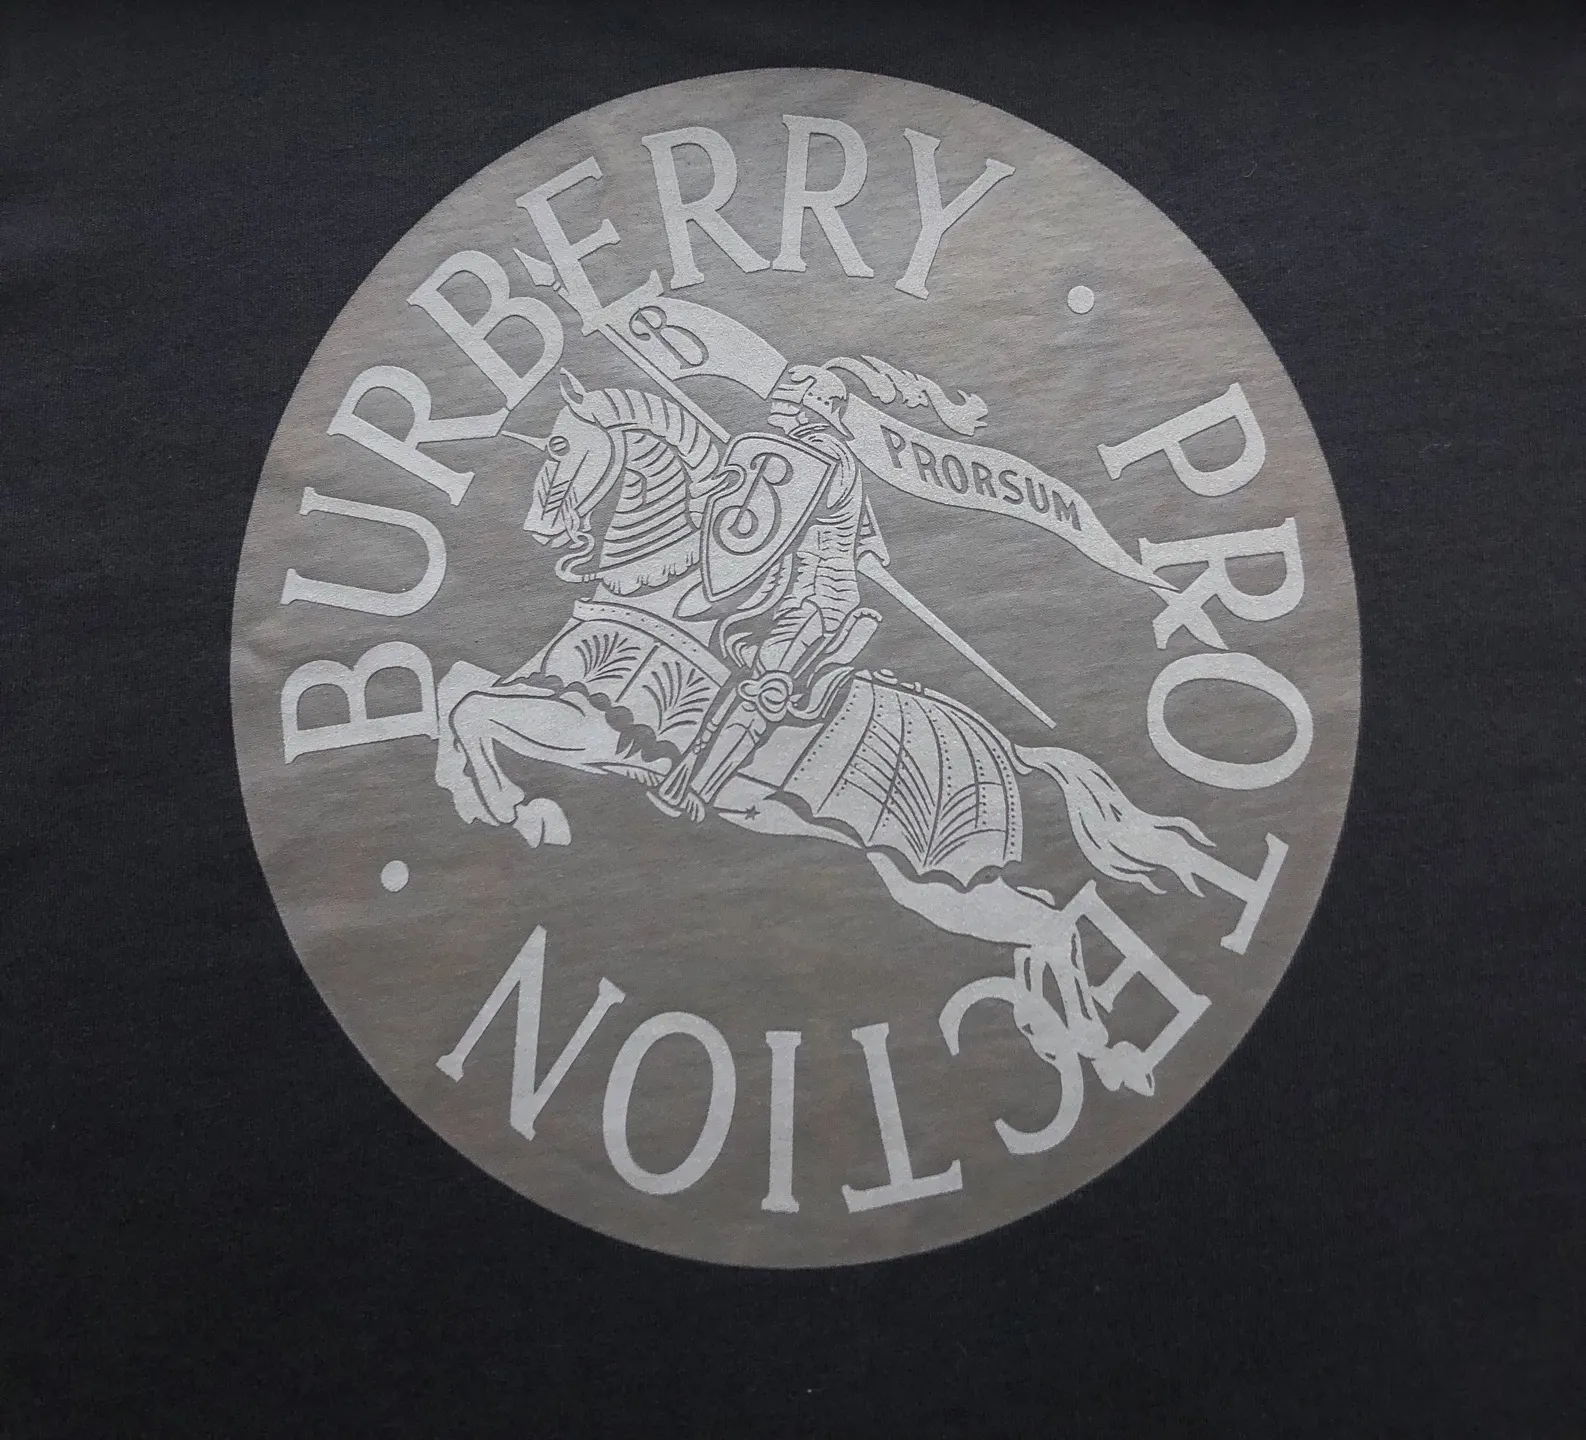 BURBERRY · PROTECTION ·
B
PRORSUM
B